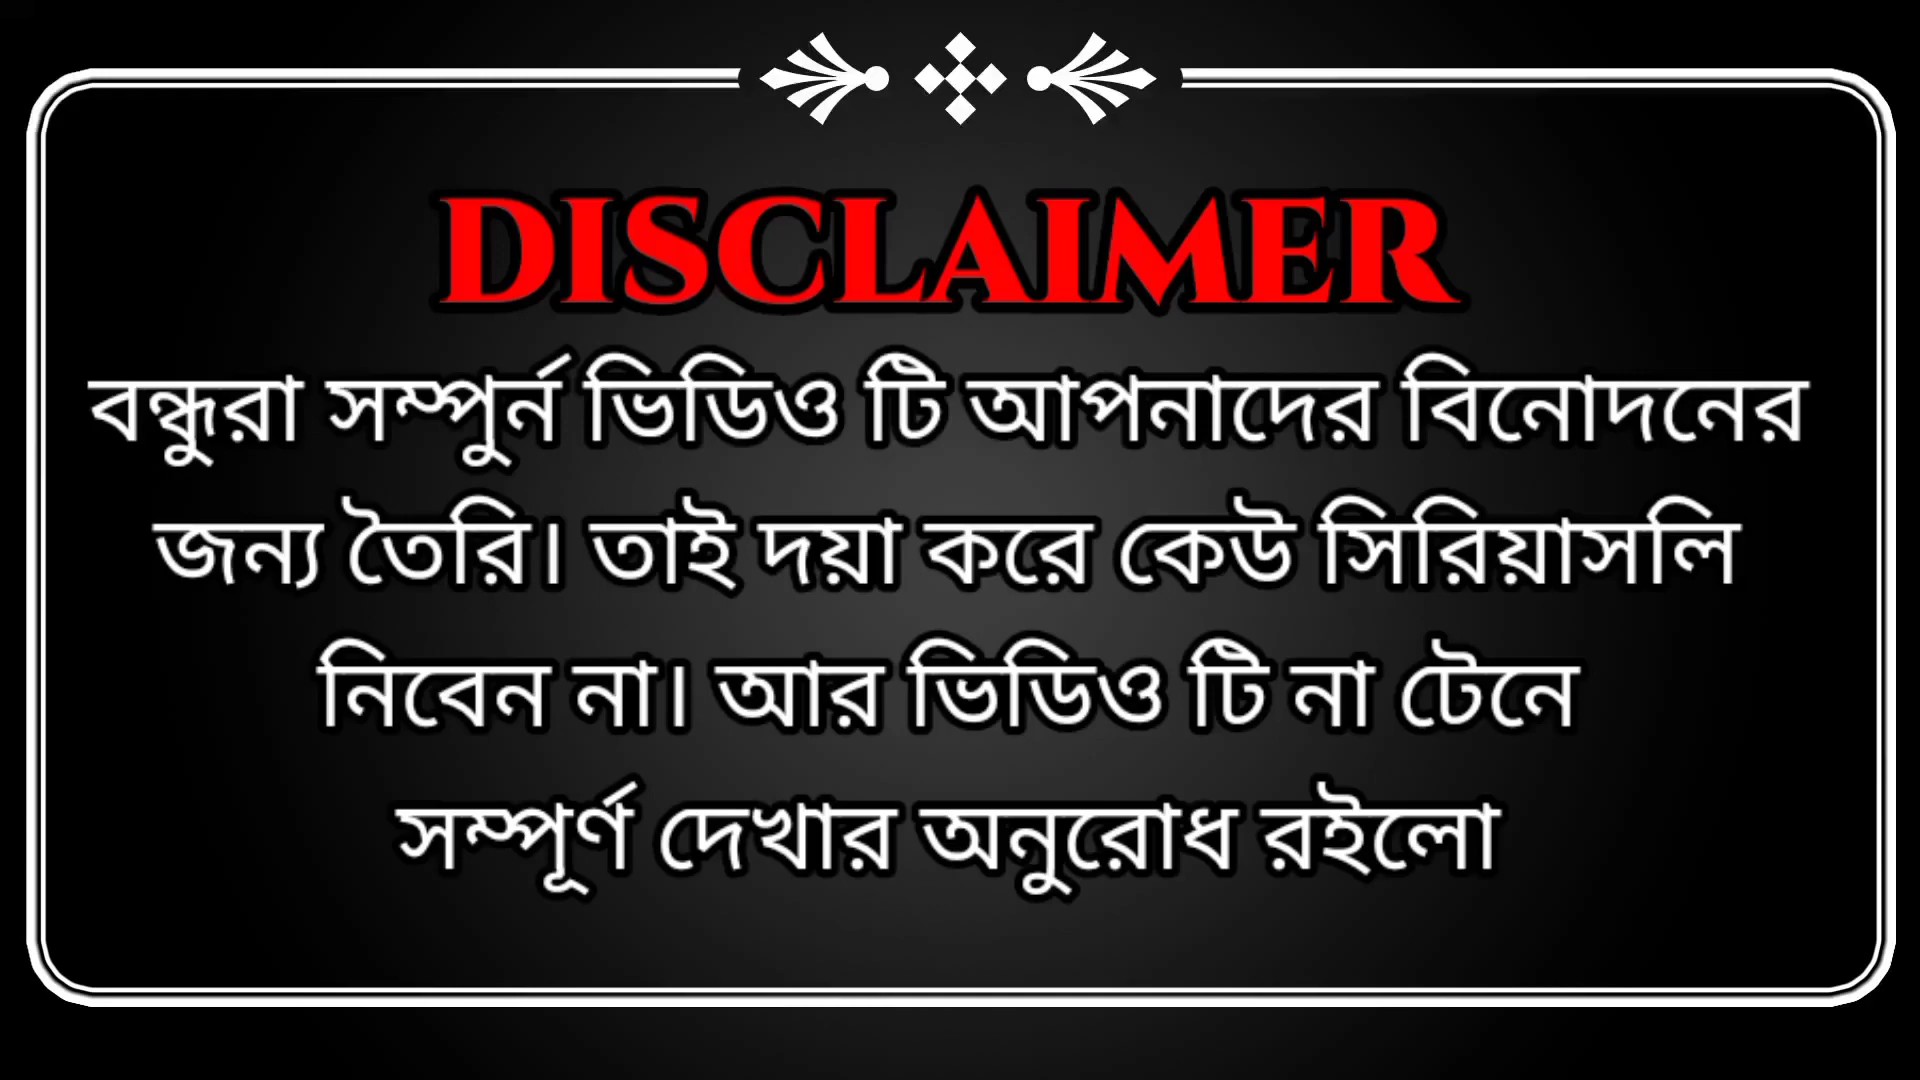 DISCLAIMER
বন্ধুরা সম্পুর্ন ভিডিও টি আপনাদের বিনোদনের
জন্য তৈরি। তাই দয়া করে কেউ সিরিয়াসলি
নিবেন না। আর ভিডিও টি না টেনে
সম্পূর্ণ দেখার অনুরোধ রইলো